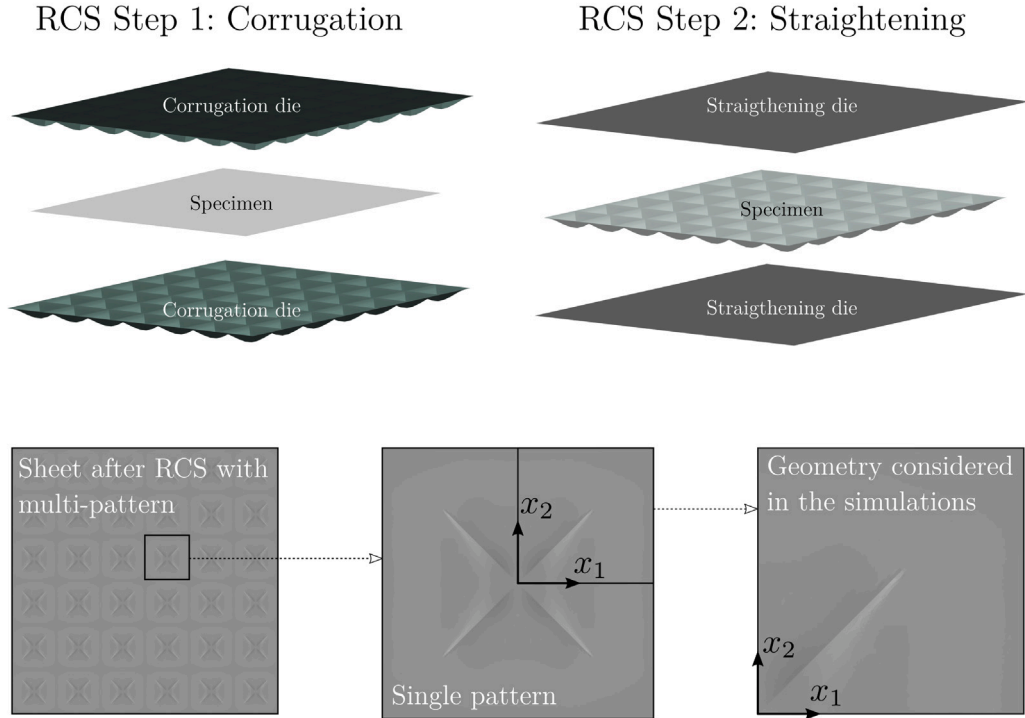 RCS Step 1: Corrugation
RCS Step 2: Straightening
Corrugation die
Specimen
Corrugation die
Straigthening die
Specimen
Straigthening die
Sheet after RCS with
multi-pattern
x₂
x₁
Single pattern
Geometry considered
in the simulations
x₂
x₁